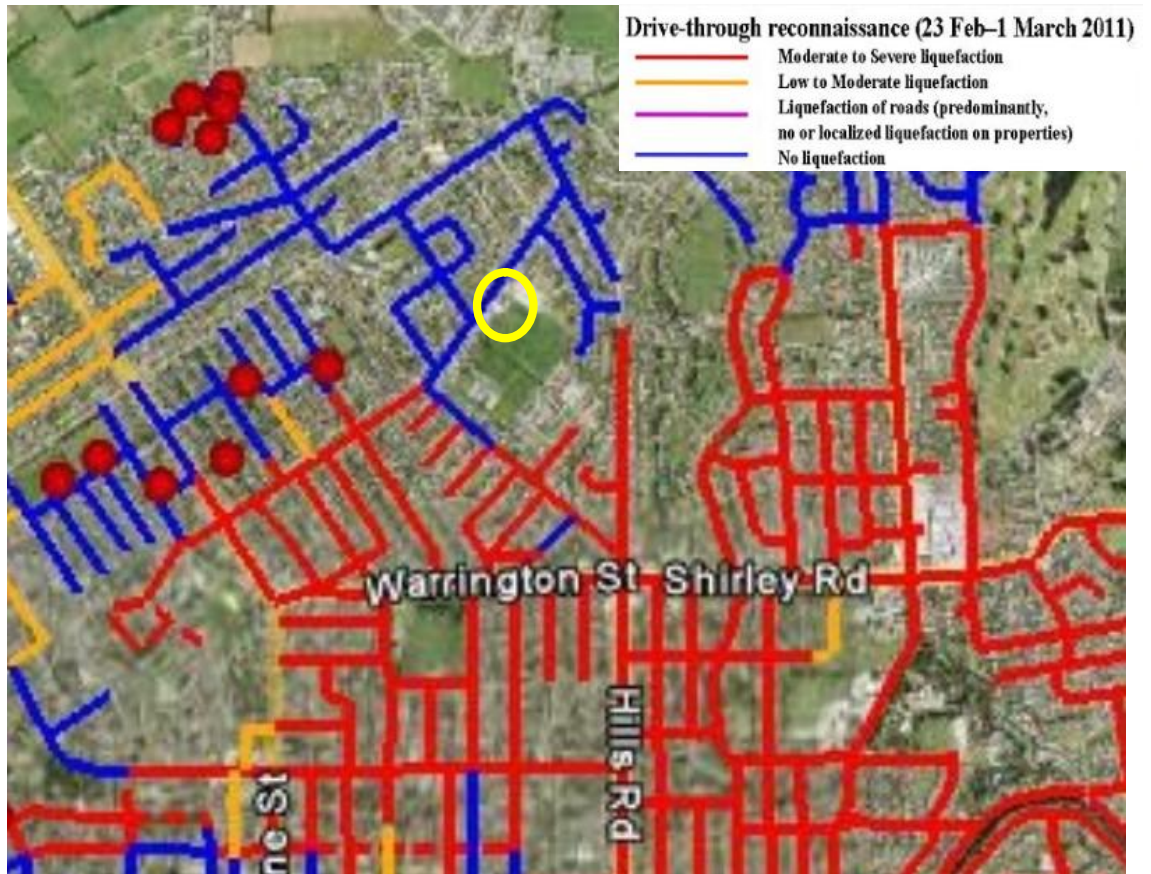 Drive-through reconnaissance (23 Feb–1 March 2011)
Moderate to Severe liquefaction
Low to Moderate liquefaction
Liquefaction of roads (predominantly,
no or localized liquefaction on properties)
No liquefaction
Warrington St Shirley Rd
Hills Rd
ne St